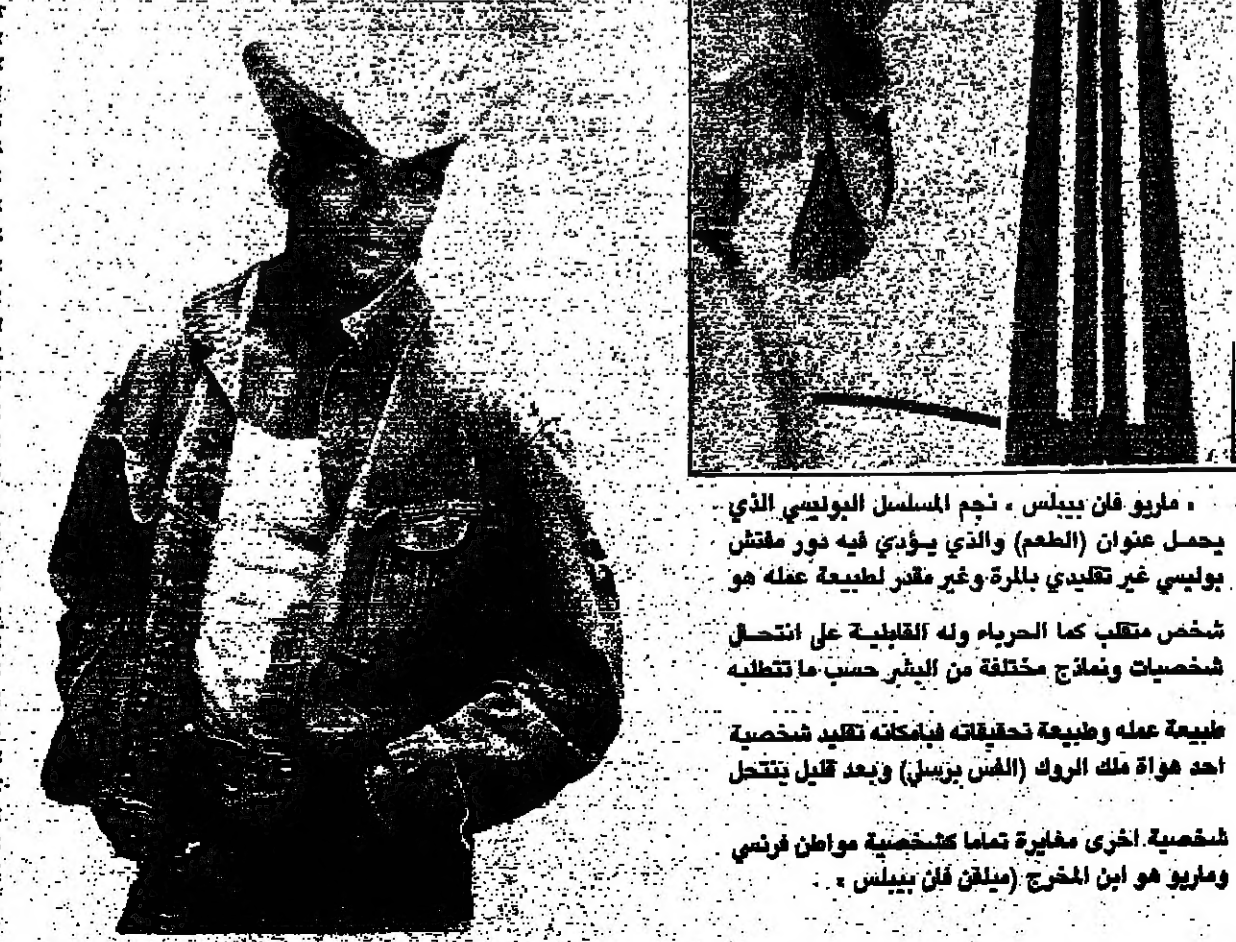 « ماريو فان بيبلس » نجم المسلسل البوليسي الذي
يحمل عنوان (الطعم) والذي يؤدي فيه دور مفتش
بوليسي غير تقليدي بالمرة وغير مقدر لطبيعة عمله هو
شخص متقلب كما الحرباء وله القابلية على انتحال
شخصيات ونماذج مختلفة من البشر حسب ما تتطلبه
طبيعة عمله وطبيعة تحقيقاته فبامكانه تقليد شخصية
احد هواة ملك الروك (الفس برسلي) وبعد قليل ينتحل
شخصية اخرى مغايرة تماما كشخصية مواطن فرنسي
وماريو هو ابن المخرج (ميلفن فان بيبلس » .